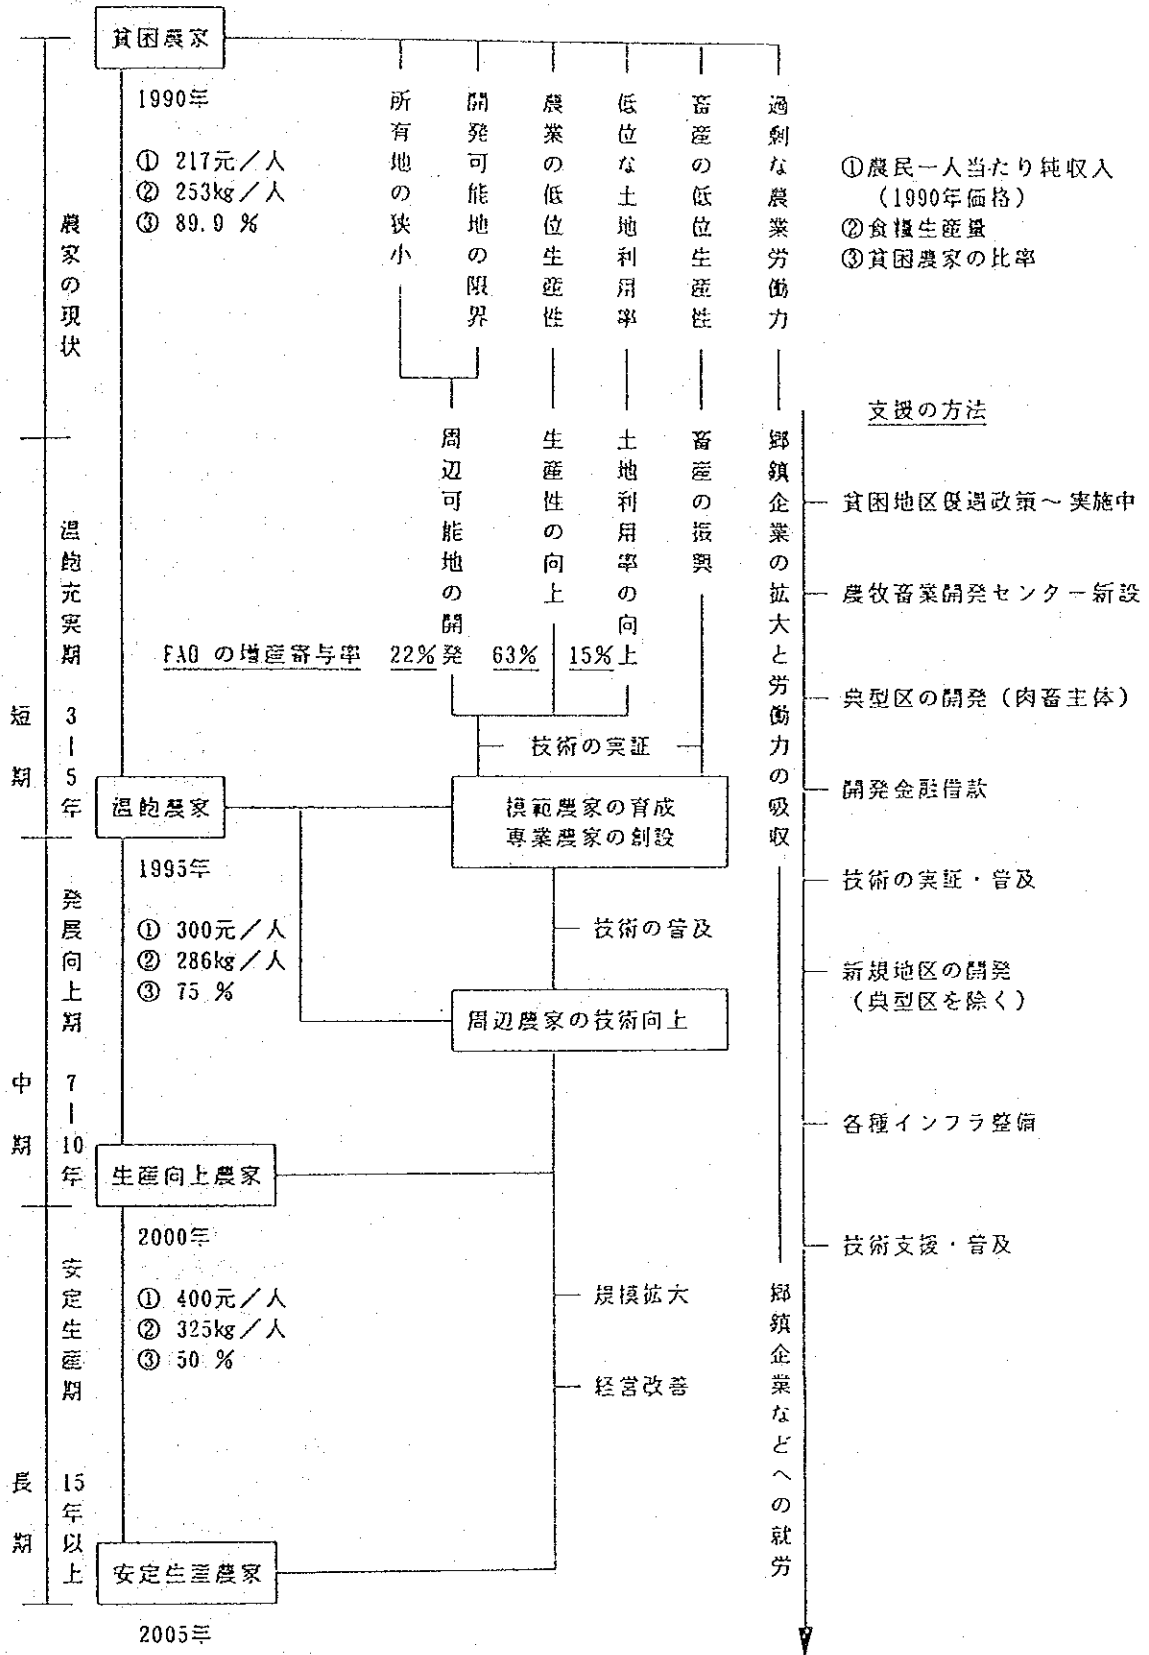 貧困農家
1990年
① 217元/人
② 253kg/人
③ 89.9 %
所有地の狭小
開発可能地の限界
農業の低位生産性
低位な土地利用率
畜産の低位生産性
過剰な農業労働力
①農民一人当たり純収入
(1990年価格)
②食糧生産量
③貧困農家の比率
農家の現状
支援の方法
周辺可能地の開発
生産性の向上
土地利用率の向上
畜産の振興
郷鎮企業の拡大と労働力の吸収
貧困地区優遇政策〜実施中
農牧畜業開発センター新設
典型区の開発(肉畜主体)
開発金融借款
技術の実証・普及
新規地区の開発
(典型区を除く)
各種インフラ整備
技術支援・普及
温飽充実期
FAO の増産寄与率 22% 63% 15%
短期
3|5年
技術の実証
温飽農家
模範農家の育成
専業農家の創設
1995年
① 300元/人
② 286kg/人
③ 75 %
発展向上期
技術の普及
周辺農家の技術向上
中期
7|10年
生産向上農家
2000年
① 400元/人
② 325kg/人
③ 50 %
安定生産期
規模拡大
経営改善
郷鎮企業などへの就労
長期
15年以上
安定生産農家
2005年